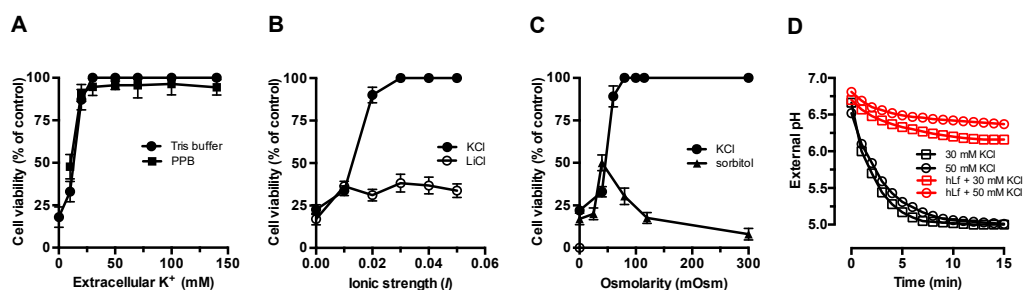 A
B
C
D
Cell viability (% of control)
100
75
50
25
0
0
50
100
150
Extracellular K⁺ (mM)
Tris buffer
PPB
Cell viability (% of control)
100
75
50
25
0
0.00
0.02
0.04
0.06
Ionic strength (I)
KCl
LiCl
Cell viability (% of control)
100
75
50
25
0
0
100
200
300
Osmolarity (mOsm)
KCl
sorbitol
External pH
7.0
6.5
6.0
5.5
5.0
0
5
10
15
Time (min)
30 mM KCl
50 mM KCl
hLf + 30 mM KCl
hLf + 50 mM KCl